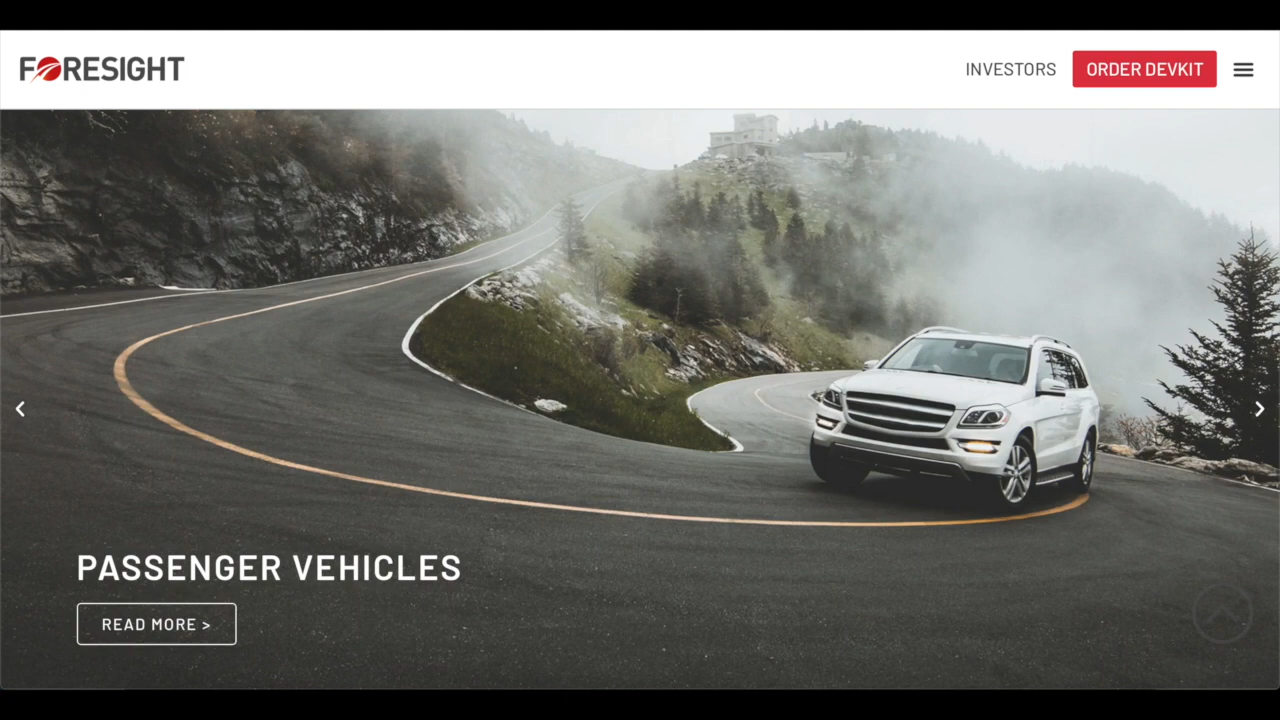 FORESIGHT
INVESTORS
ORDER DEVKIT
PASSENGER VEHICLES
READ MORE >